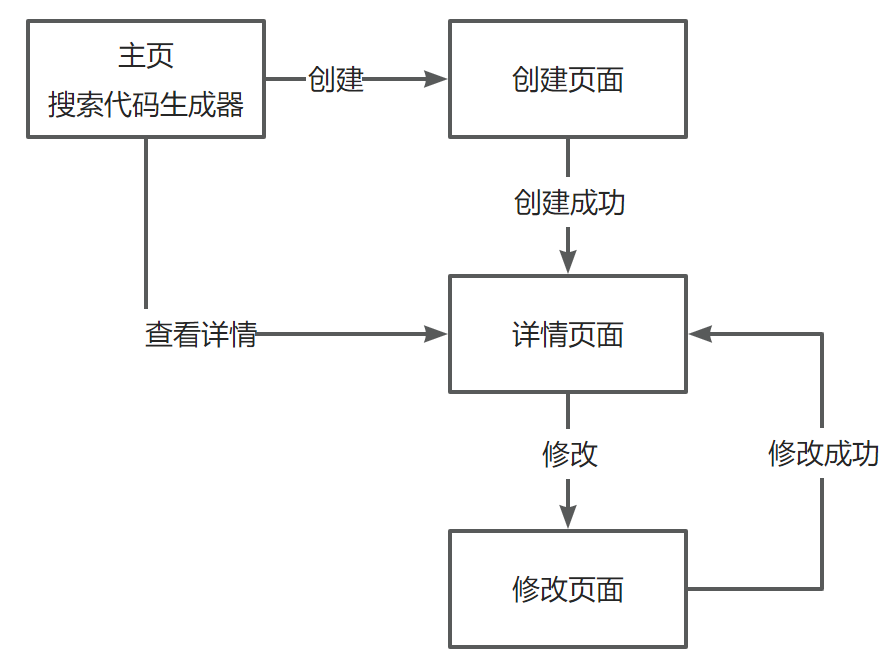 主页
搜索代码生成器
创建
创建页面
创建成功
查看详情
详情页面
修改
修改成功
修改页面